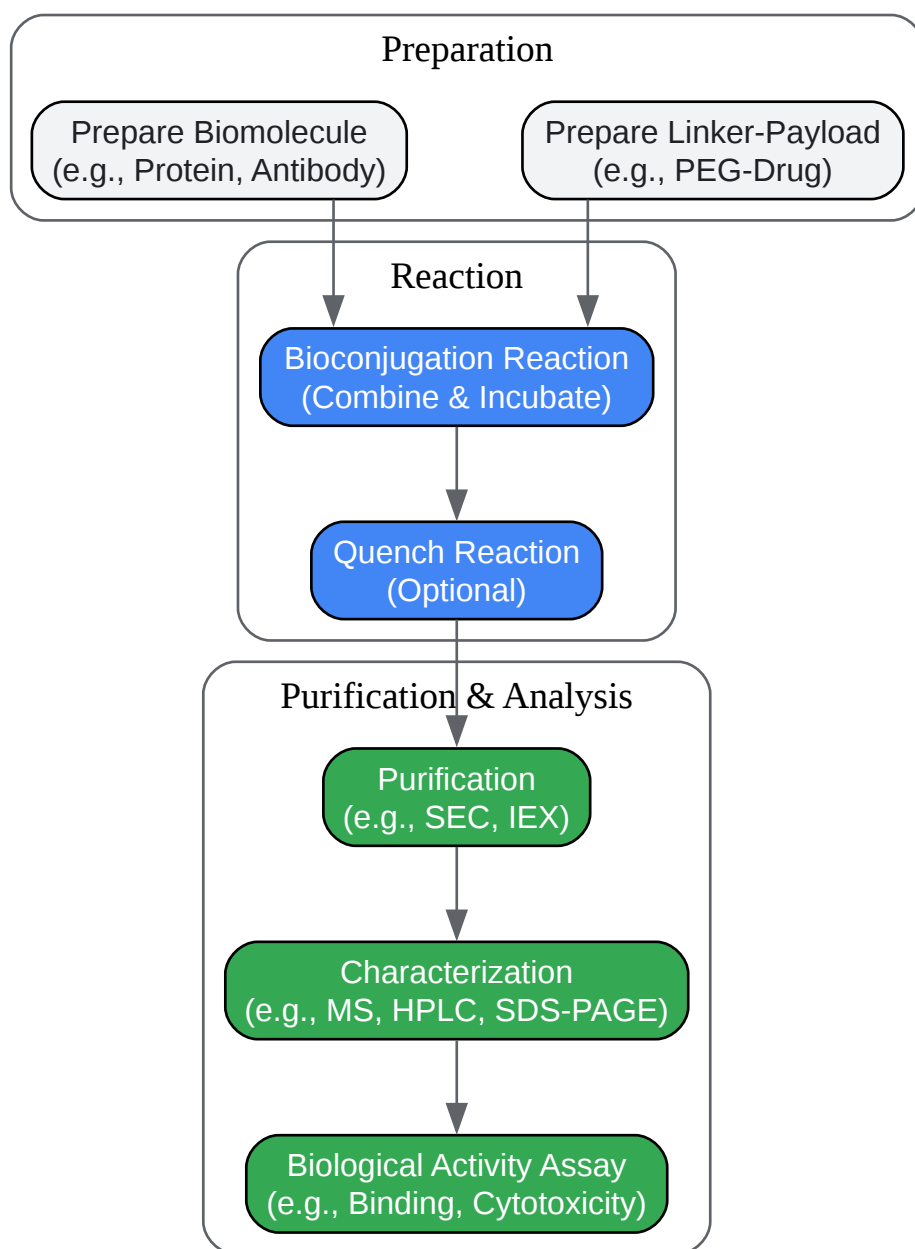 Preparation
Prepare Biomolecule
(e.g., Protein, Antibody)
Prepare Linker-Payload
(e.g., PEG-Drug)
Reaction
Bioconjugation Reaction
(Combine & Incubate)
Quench Reaction
(Optional)
Purification & Analysis
Purification
(e.g., SEC, IEX)
Characterization
(e.g., MS, HPLC, SDS-PAGE)
Biological Activity Assay
(e.g., Binding, Cytotoxicity)